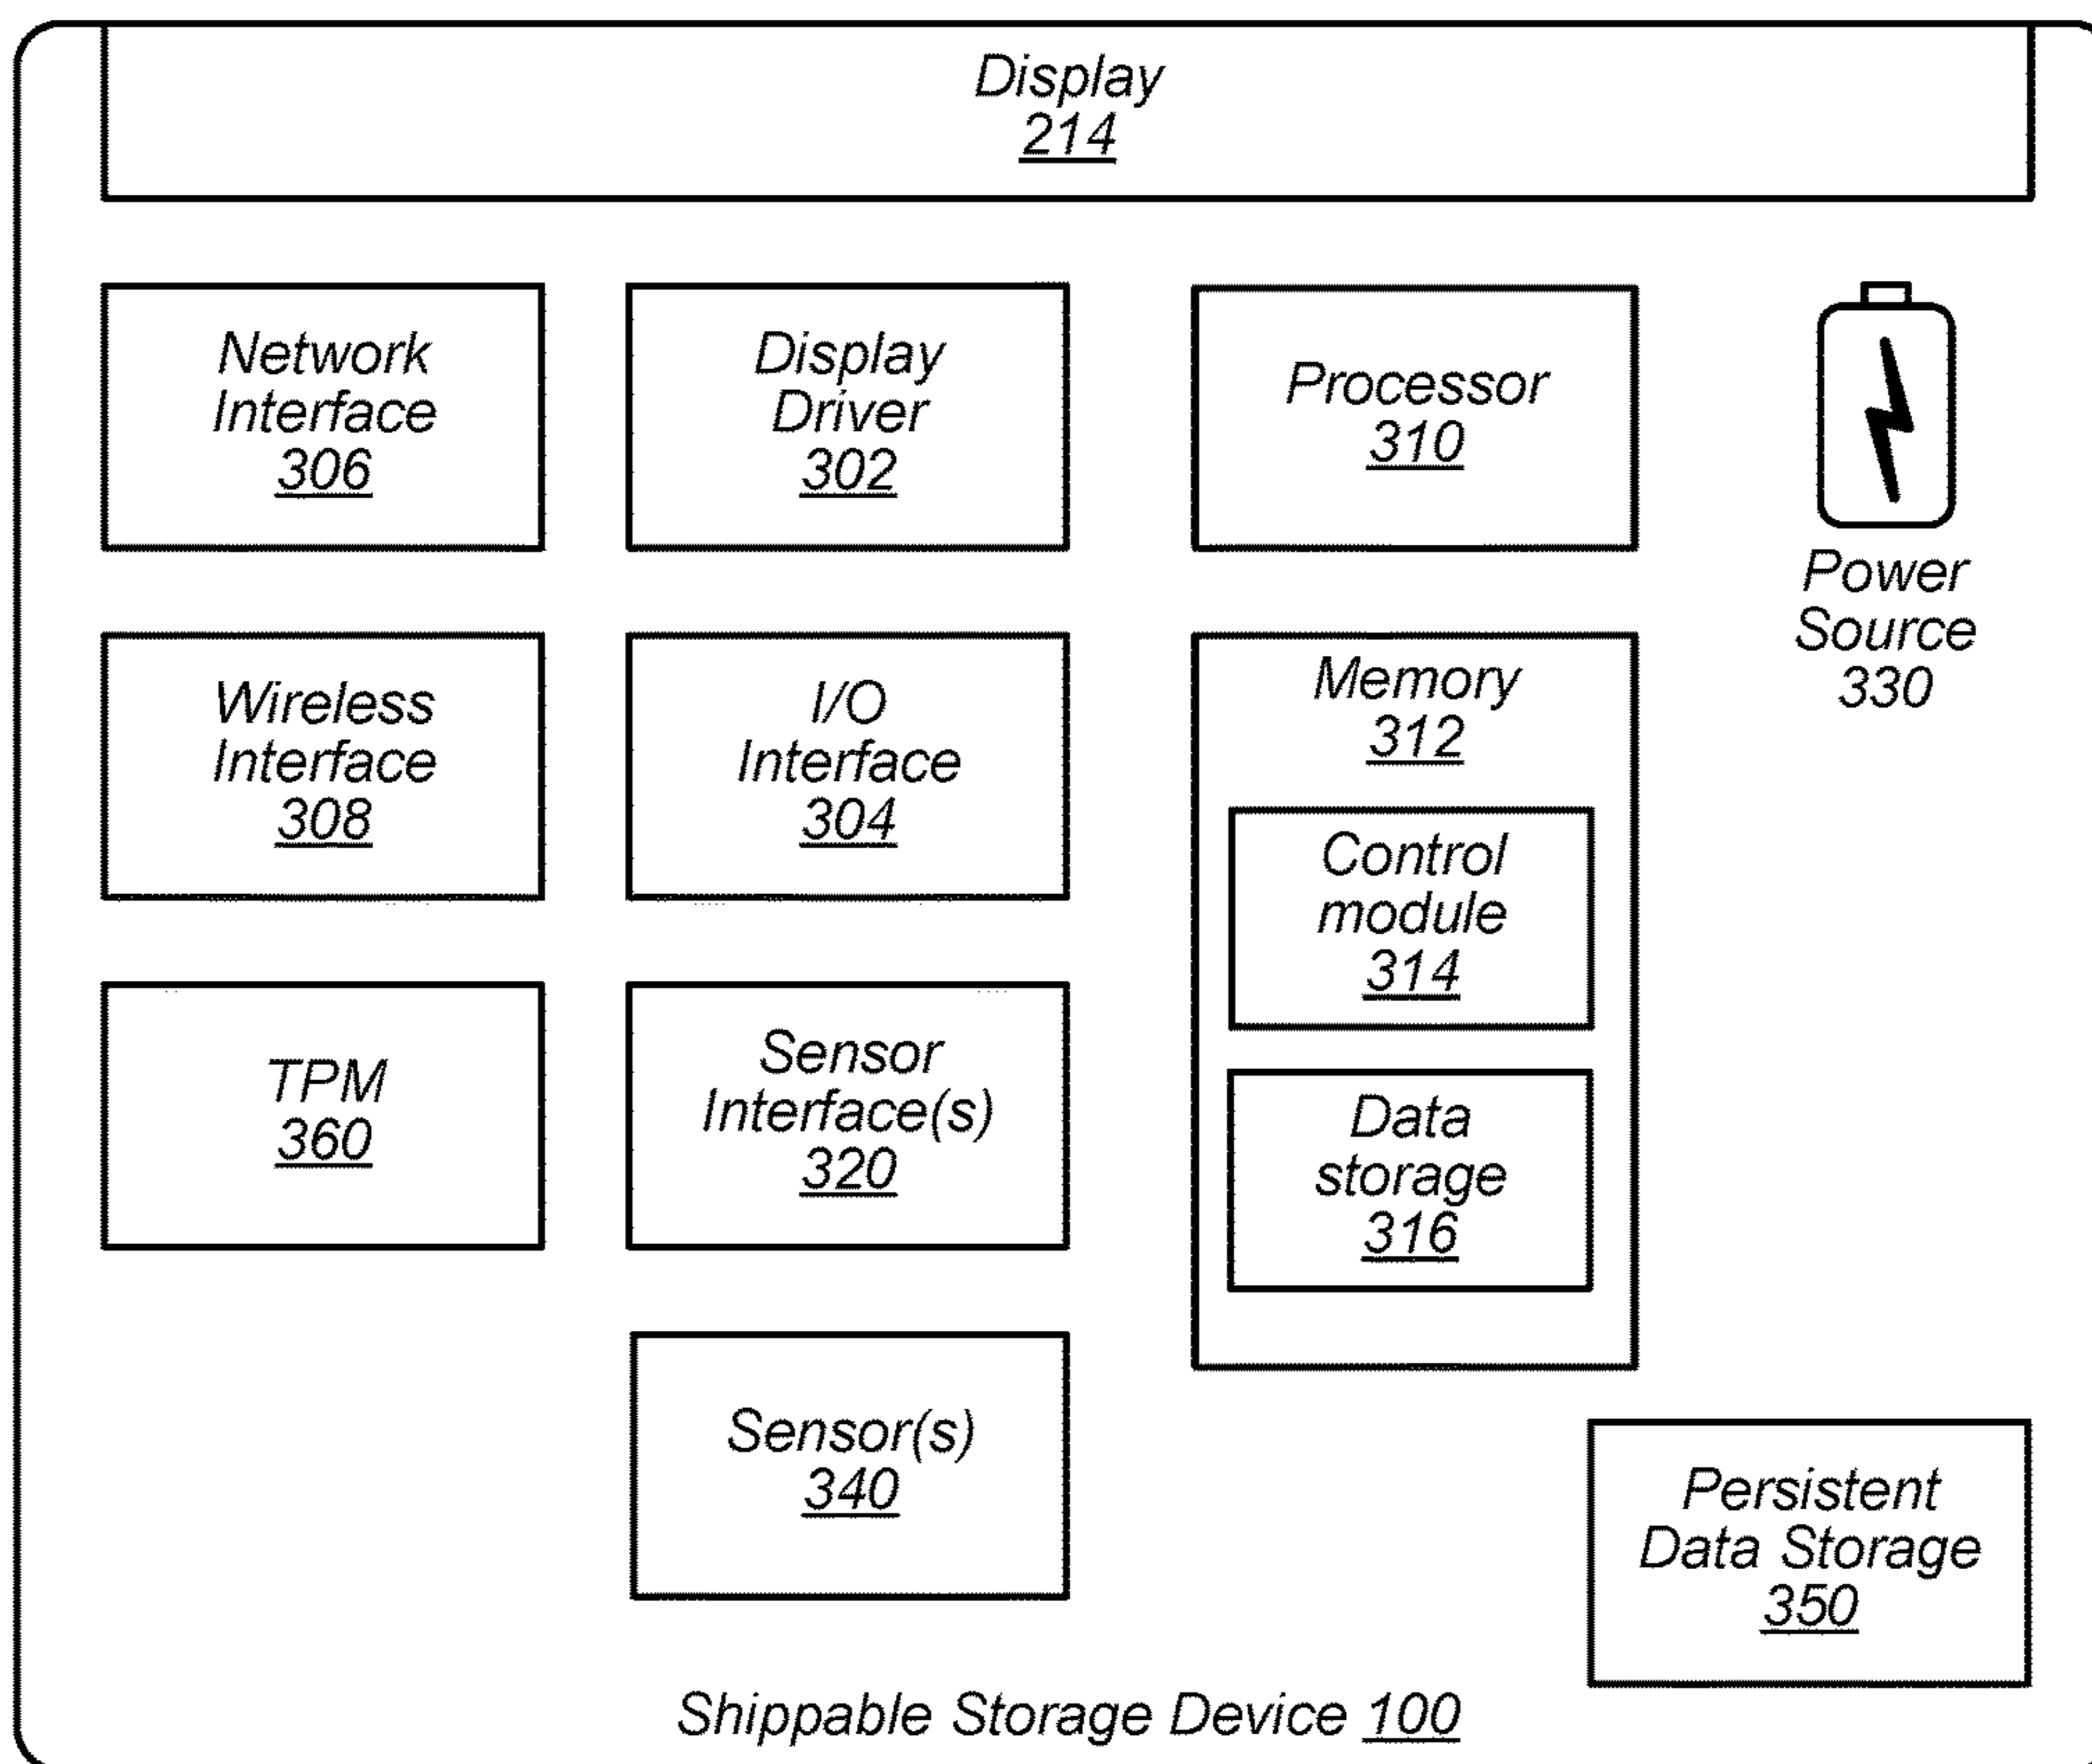 Display
214
Network
Interface
306
Display
Driver
302
Processor
310
Power
Source
330
Wireless
Interface
308
I/O
Interface
304
Memory
312
Control
module
314
Data
storage
316
TPM
360
Sensor
Interface(s)
320
Sensor(s)
340
Persistent
Data Storage
350
Shippable Storage Device 100